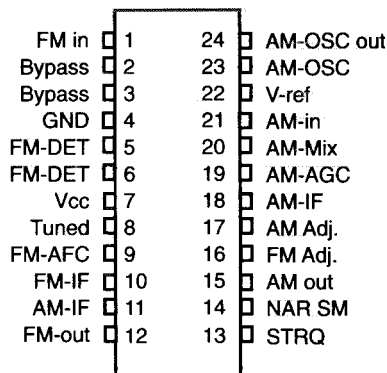 FM in 1 24 AM-OSC out
Bypass 2 23 AM-OSC
Bypass 3 22 V-ref
GND 4 21 AM-in
FM-DET 5 20 AM-Mix
FM-DET 6 19 AM-AGC
Vcc 7 18 AM-IF
Tuned 8 17 AM Adj.
FM-AFC 9 16 FM Adj.
FM-IF 10 15 AM out
AM-IF 11 14 NAR SM
FM-out 12 13 STRQ